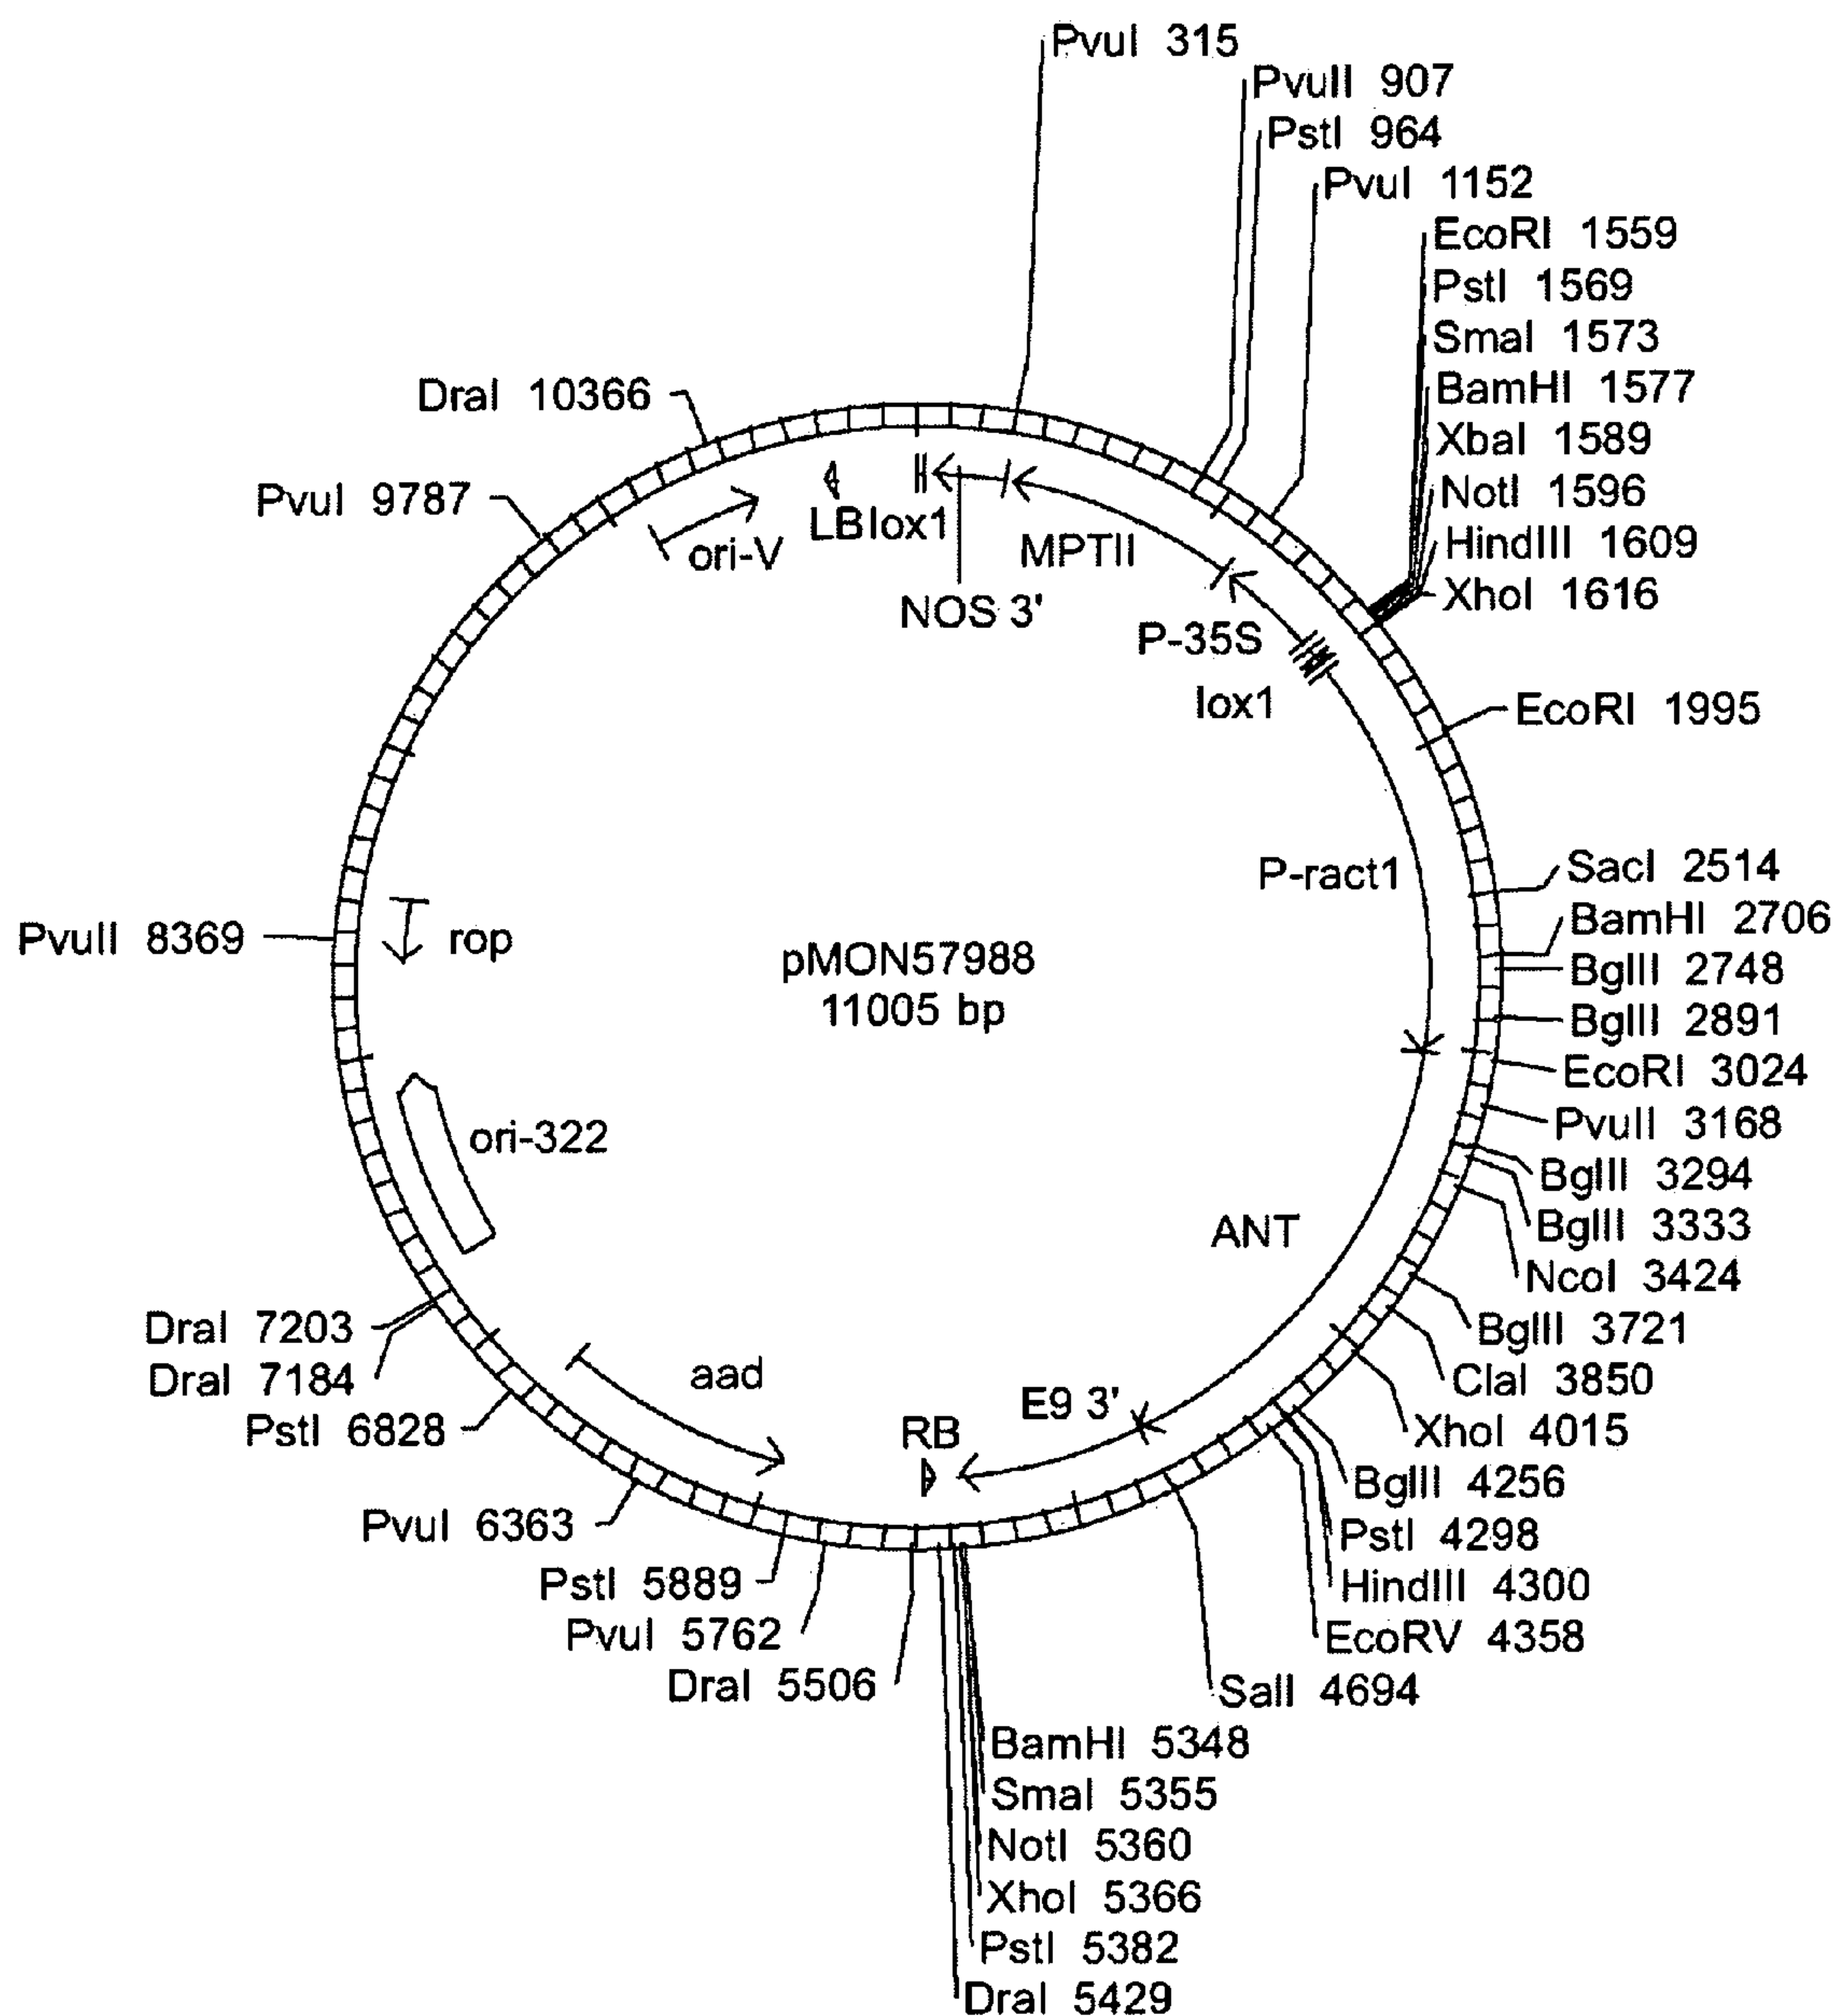 PvuI 315
PvuII 907
PstI 964
PvuI 1152
EcoRI 1559
PstI 1569
SmaI 1573
BamHI 1577
XbaI 1589
NotI 1596
HindIII 1609
XhoI 1616
EcoRI 1995
SacI 2514
BamHI 2706
BglII 2748
BglII 2891
EcoRI 3024
PvuII 3168
BglII 3294
BglII 3333
NcoI 3424
BglII 3721
ClaI 3850
XhoI 4015
BglII 4256
PstI 4298
HindIII 4300
EcoRV 4358
SalI 4694
BamHI 5348
SmaI 5355
NotI 5360
XhoI 5366
PstI 5382
DraI 5429
DraI 5506
PvuI 5762
PstI 5889
PvuI 6363
PstI 6828
DraI 7184
DraI 7203
PvuII 8369
PvuI 9787
DraI 10366
ori-V
LB
lox1
NOS 3'
MPTII
P-35S
lox1
P-ract1
ANT
E9 3'
RB
aad
ori-322
rop
pMON57988
11005 bp